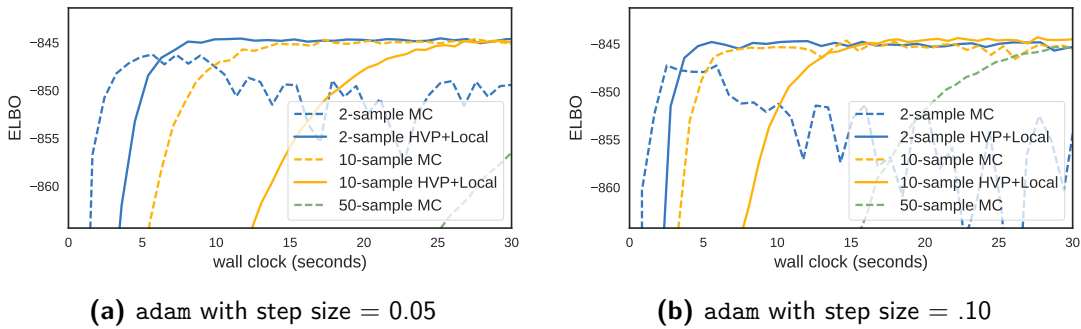 −845
−850
−855
−860
ELBO
2-sample MC
2-sample HVP+Local
10-sample MC
10-sample HVP+Local
50-sample MC
0 5 10 15 20 25 30
wall clock (seconds)
(a) adam with step size = 0.05
−845
−850
−855
−860
ELBO
2-sample MC
2-sample HVP+Local
10-sample MC
10-sample HVP+Local
50-sample MC
0 5 10 15 20 25 30
wall clock (seconds)
(b) adam with step size = .10